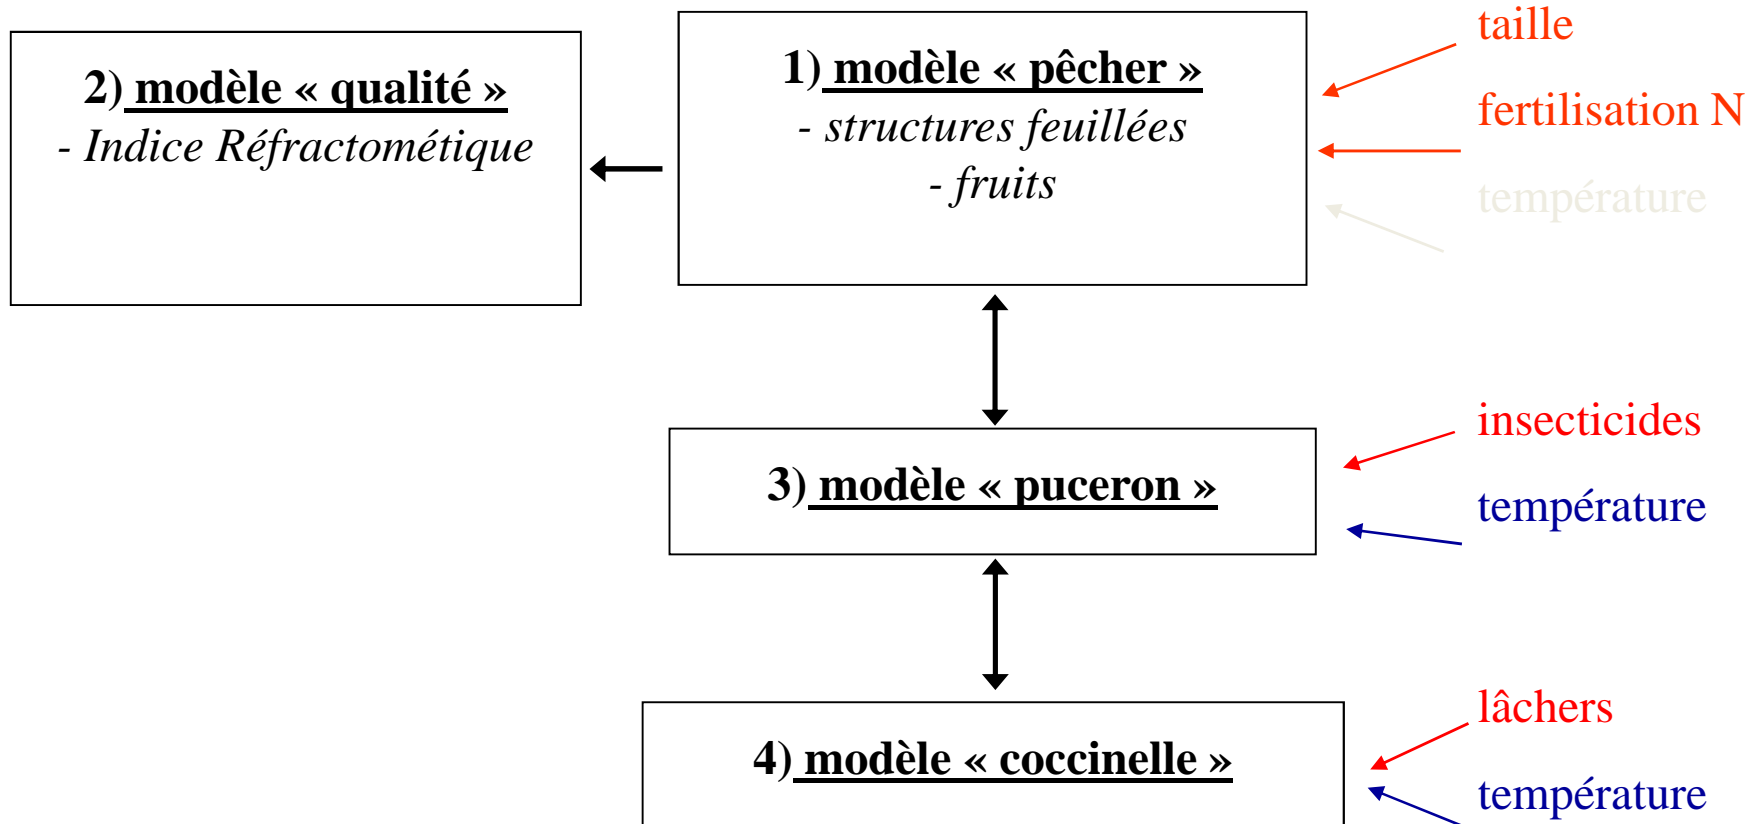 2) modèle « qualité »
- Indice Réfractométique
1) modèle « pêcher »
- structures feuillées
- fruits
taille
fertilisation N
température
3) modèle « puceron »
insecticides
température
4) modèle « coccinelle »
lâchers
température